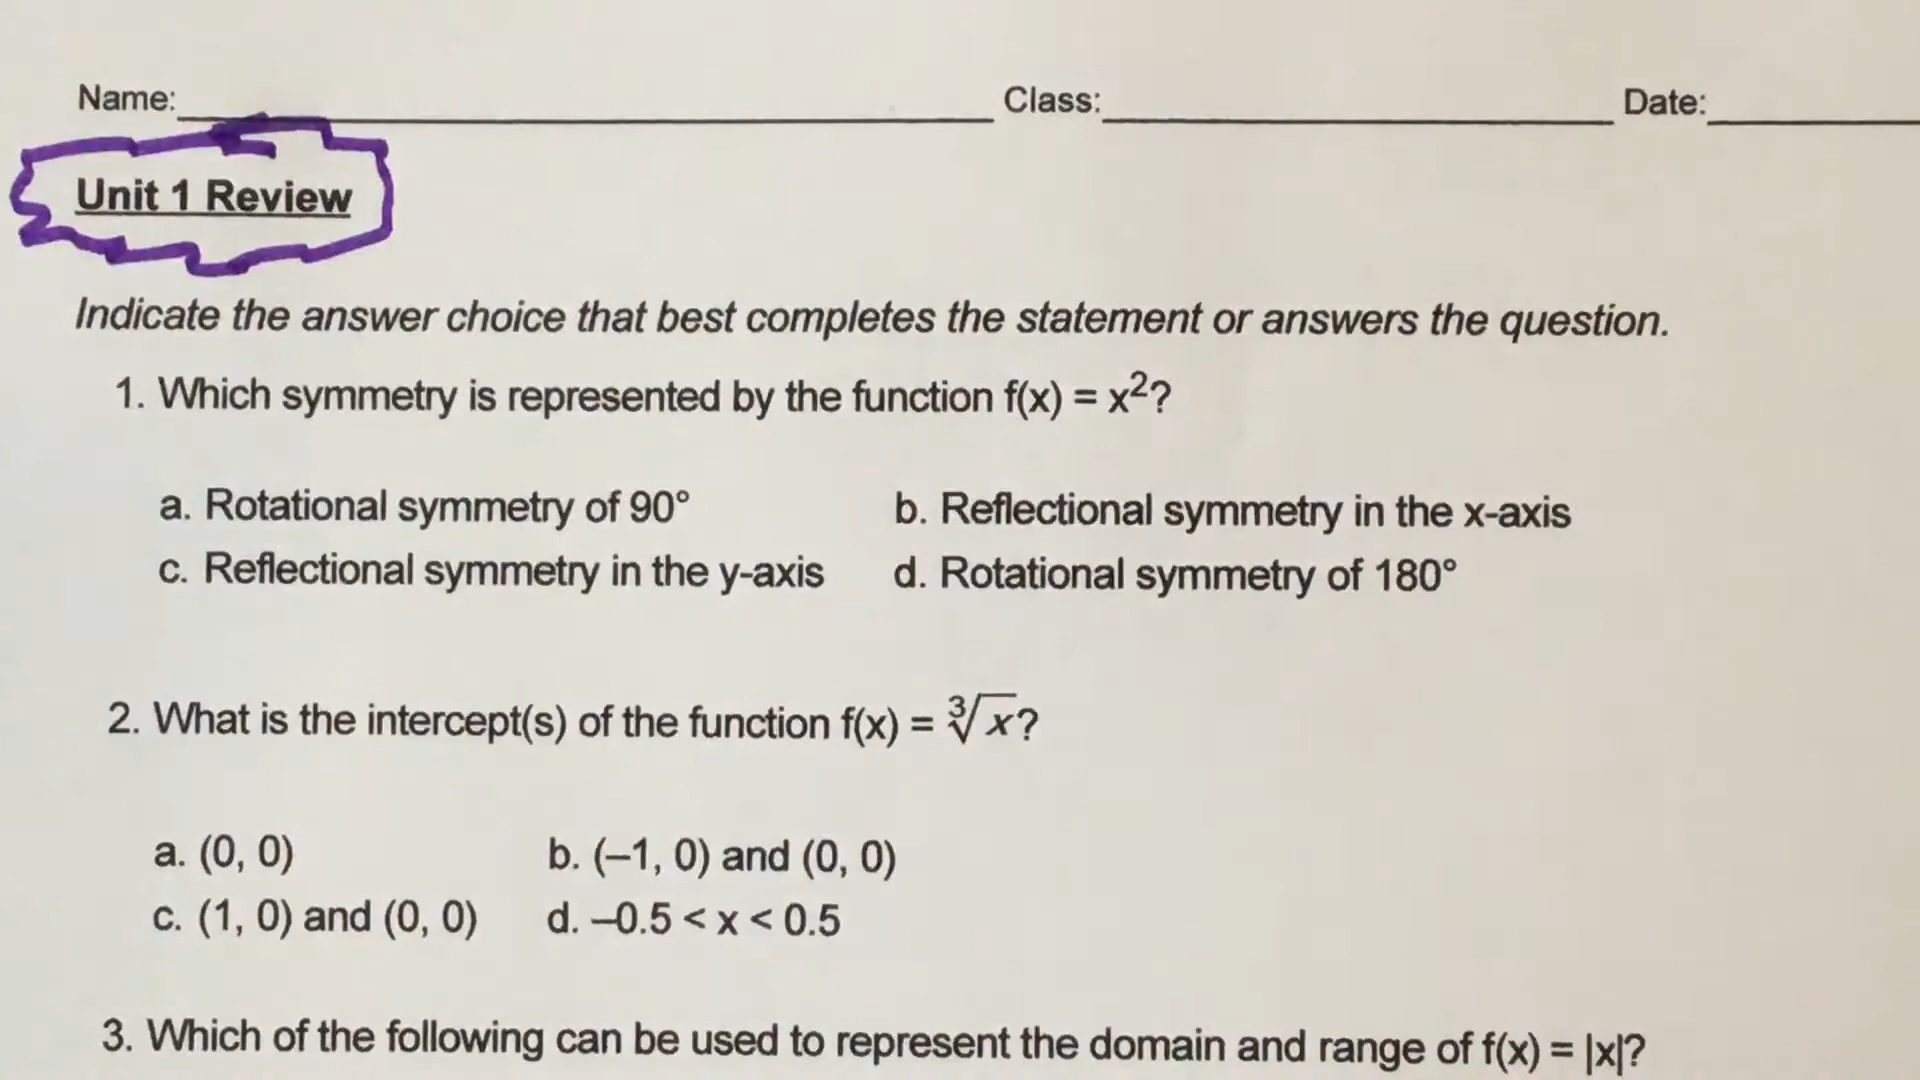 Name: Class: Date:
Unit 1 Review
Indicate the answer choice that best completes the statement or answers the question.
1. Which symmetry is represented by the function f(x) = x²?
a. Rotational symmetry of 90° b. Reflectional symmetry in the x-axis
c. Reflectional symmetry in the y-axis d. Rotational symmetry of 180°
2. What is the intercept(s) of the function f(x) = ∛x?
a. (0, 0) b. (–1, 0) and (0, 0)
c. (1, 0) and (0, 0) d. –0.5 < x < 0.5
3. Which of the following can be used to represent the domain and range of f(x) = |x|?